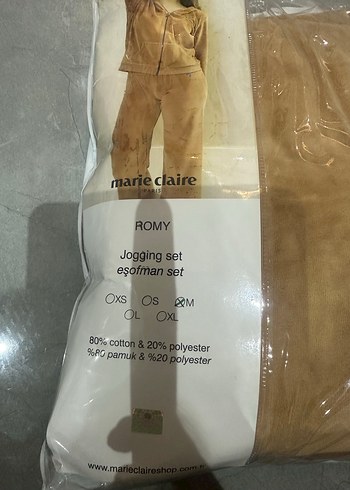 marie claire
PARIS
ROMY
Jogging set
eşofman set
XS S M
L XL
80% cotton & 20% polyester
%80 pamuk & %20 polyester
www.marieclaireshop.com.tr